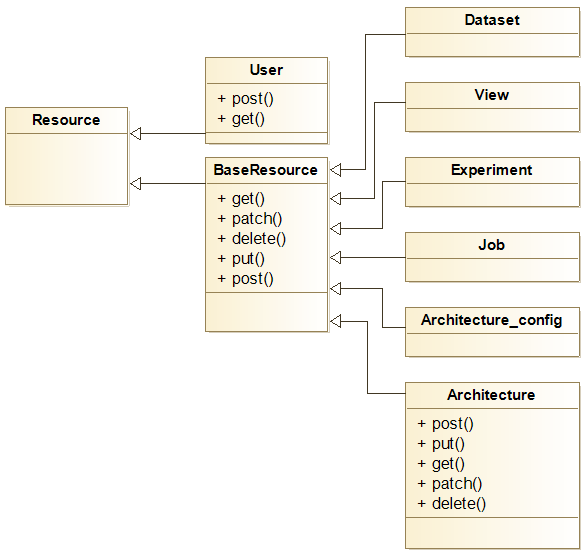 Resource
User
+ post()
+ get()
BaseResource
+ get()
+ patch()
+ delete()
+ put()
+ post()
Dataset
View
Experiment
Job
Architecture_config
Architecture
+ post()
+ put()
+ get()
+ patch()
+ delete()